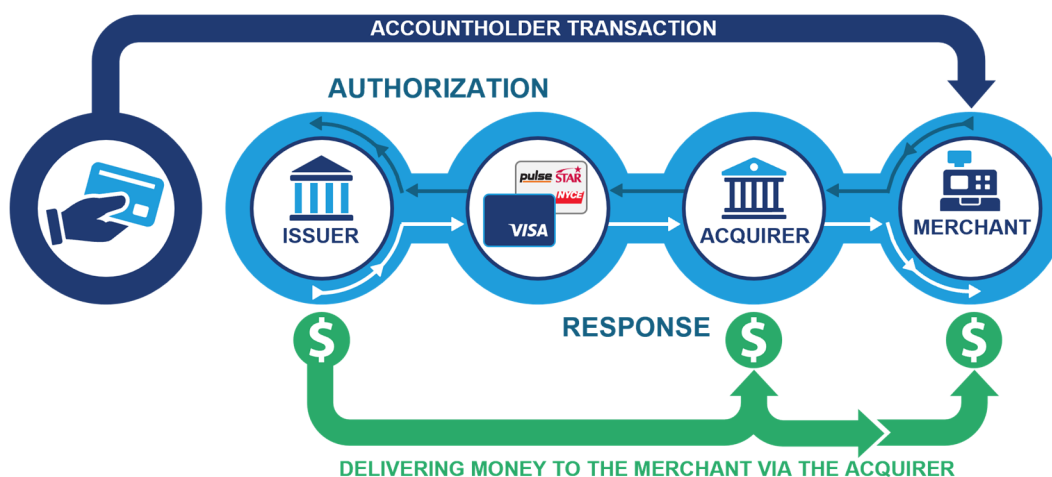 ACCOUNTHOLDER TRANSACTION
AUTHORIZATION
pulse STAR
NYCE
VISA
ISSUER
ACQUIRER
MERCHANT
RESPONSE
$ $ $
DELIVERING MONEY TO THE MERCHANT VIA THE ACQUIRER